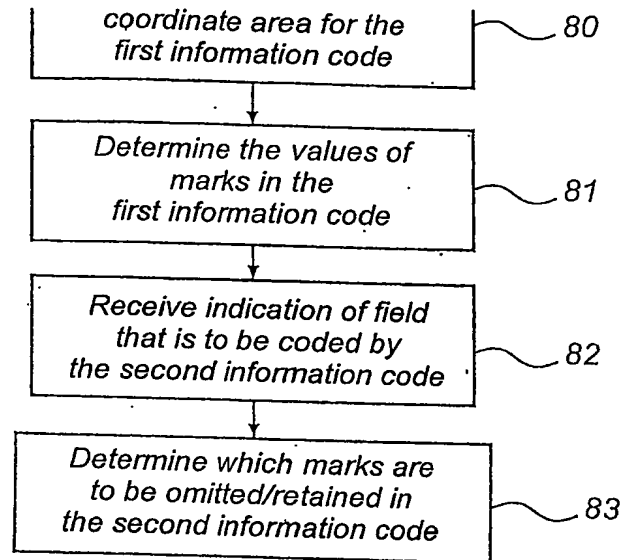 coordinate area for the
first information code
80
Determine the values of
marks in the
first information code
81
Receive indication of field
that is to be coded by
the second information code
82
Determine which marks are
to be omitted/retained in
the second information code
83